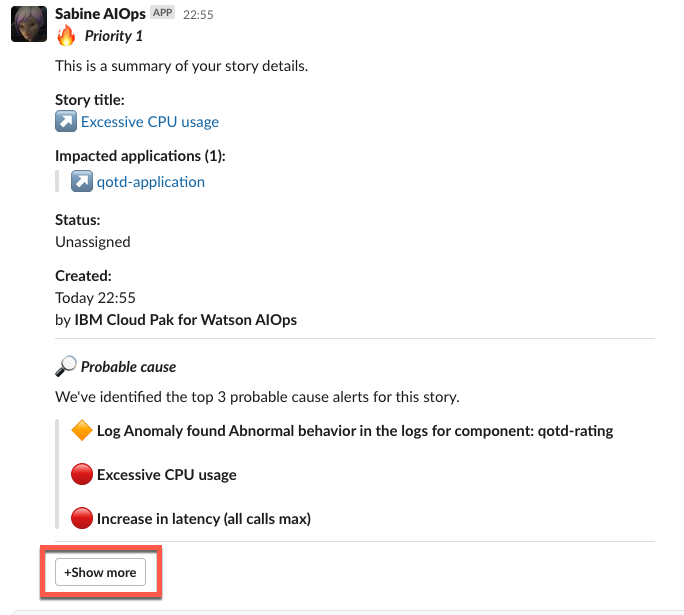 Sabine AIOps APP 22:55
Priority 1
This is a summary of your story details.
Story title:
Excessive CPU usage
Impacted applications (1):
qotd-application
Status:
Unassigned
Created:
Today 22:55
by IBM Cloud Pak for Watson AIOps
Probable cause
We've identified the top 3 probable cause alerts for this story.
Log Anomaly found Abnormal behavior in the logs for component: qotd-rating
Excessive CPU usage
Increase in latency (all calls max)
+Show more